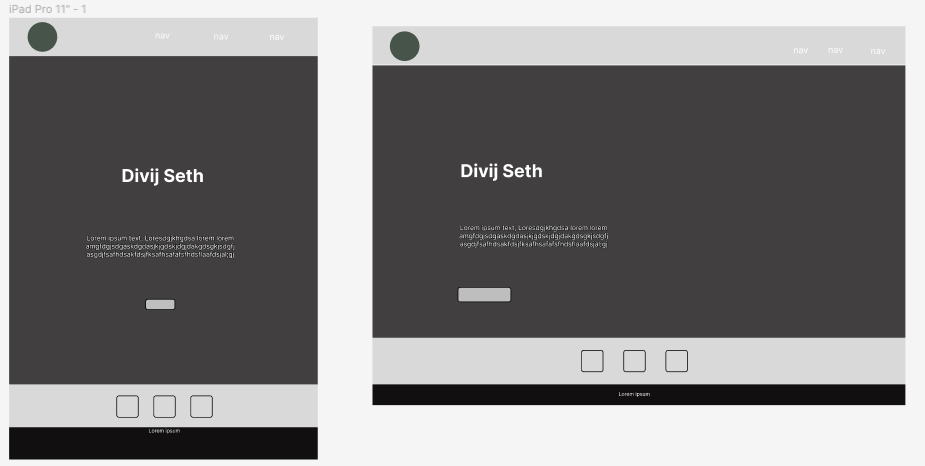 iPad Pro 11" - 1
nav nav nav
Divij Seth
Lorem ipsum text, Loresdgjkhgdsa lorem lorem
Lorem ipsum
nav nav nav
Divij Seth
Lorem ipsum text, Loresdgjkhgdsa lorem lorem
Lorem ipsum